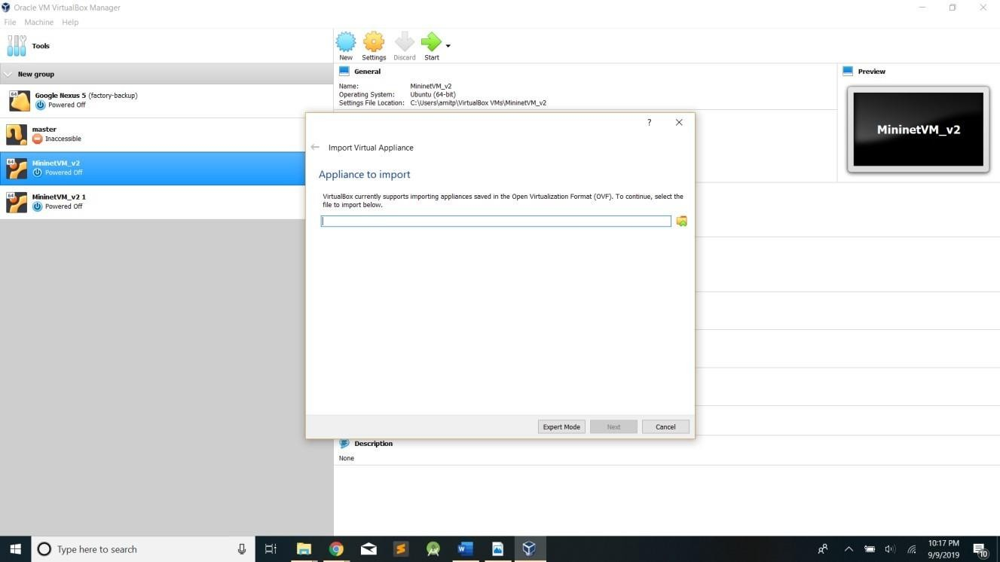 Oracle VM VirtualBox Manager
File Machine Help
Tools
New group
64 Google Nexus 5 (factory-backup)
Powered Off
master
Inaccessible
64 MininetVM_v2
Powered Off
64 MininetVM_v2 1
Powered Off
New Settings Discard Start
General
Name: MininetVM_v2
Operating System: Ubuntu (64-bit)
Settings File Location: C:\Users\amitp\VirtualBox VMs\MininetVM_v2
Preview
MininetVM_v2
?
Import Virtual Appliance
Appliance to import
VirtualBox currently supports importing appliances saved in the Open Virtualization Format (OVF). To continue, select the
file to import below.
Expert Mode Next Cancel
Description
None
Type here to search
10:17 PM
9/9/2019
10